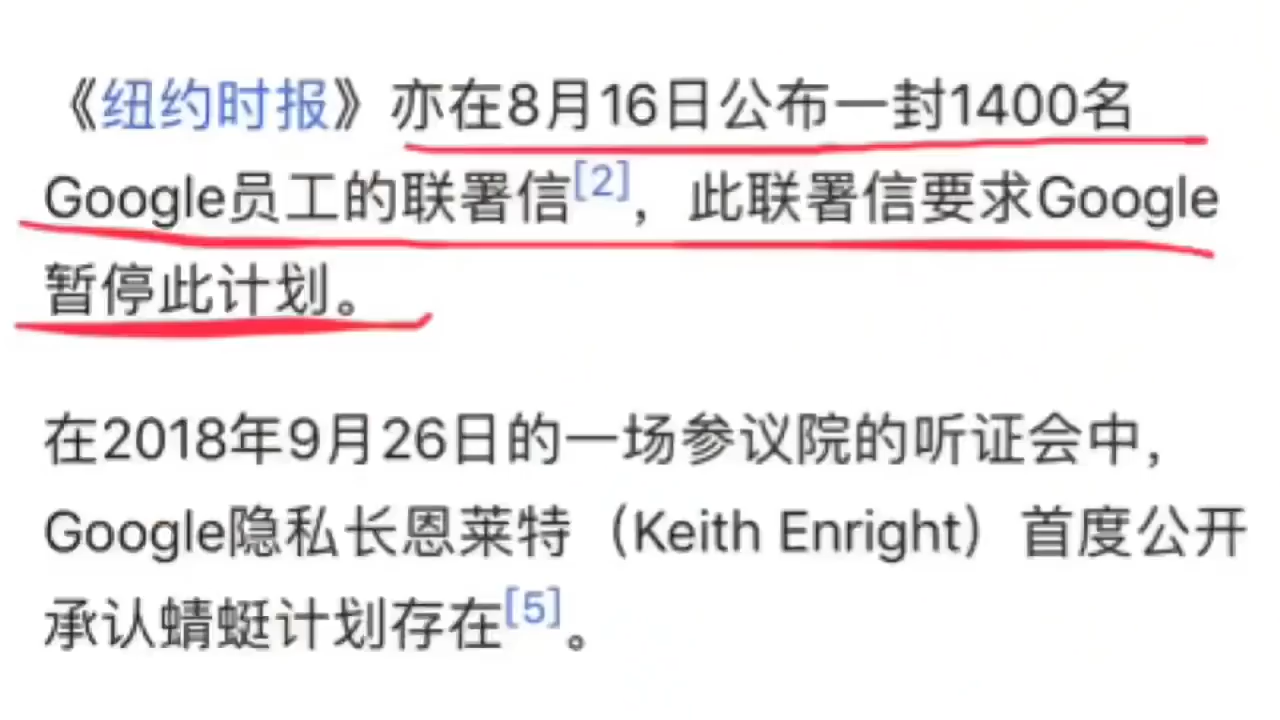 《纽约时报》亦在8月16日公布一封1400名
Google员工的联署信[2]，此联署信要求Google
暂停此计划。
在2018年9月26日的一场参议院的听证会中，
Google隐私长恩莱特（Keith Enright）首度公开
承认蜻蜓计划存在[5]。